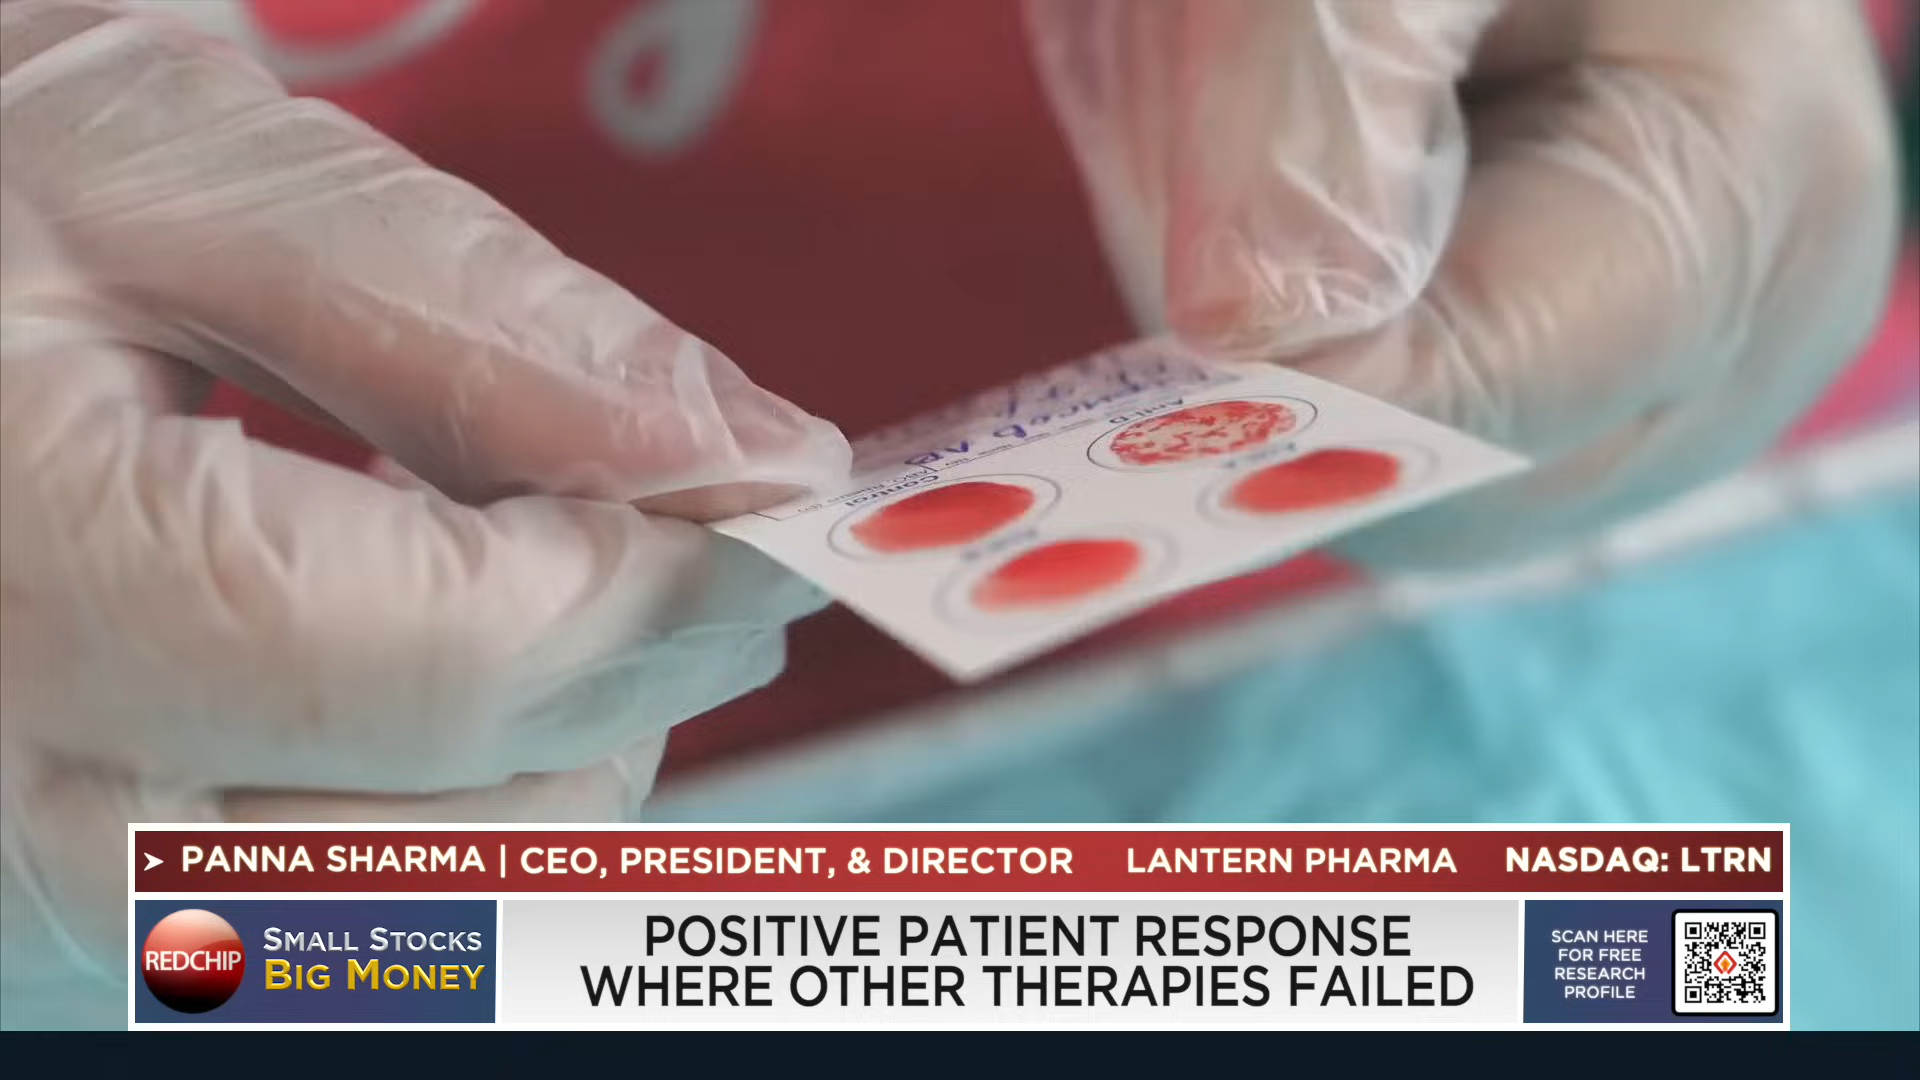 Anti-D
Control
➤ PANNA SHARMA | CEO, PRESIDENT, & DIRECTOR LANTERN PHARMA NASDAQ: LTRN
REDCHIP
SMALL STOCKS
BIG MONEY
POSITIVE PATIENT RESPONSE
WHERE OTHER THERAPIES FAILED
SCAN HERE
FOR FREE
RESEARCH
PROFILE